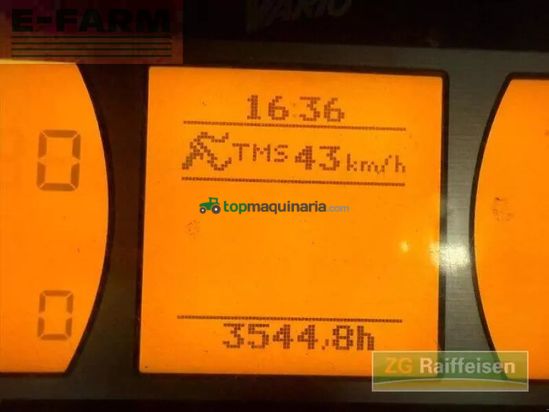 E-FARM
VARIO
16:36
TMS 43 km/h
0
topmaquinaria.com
0
3544,8h
ZG Raiffeisen